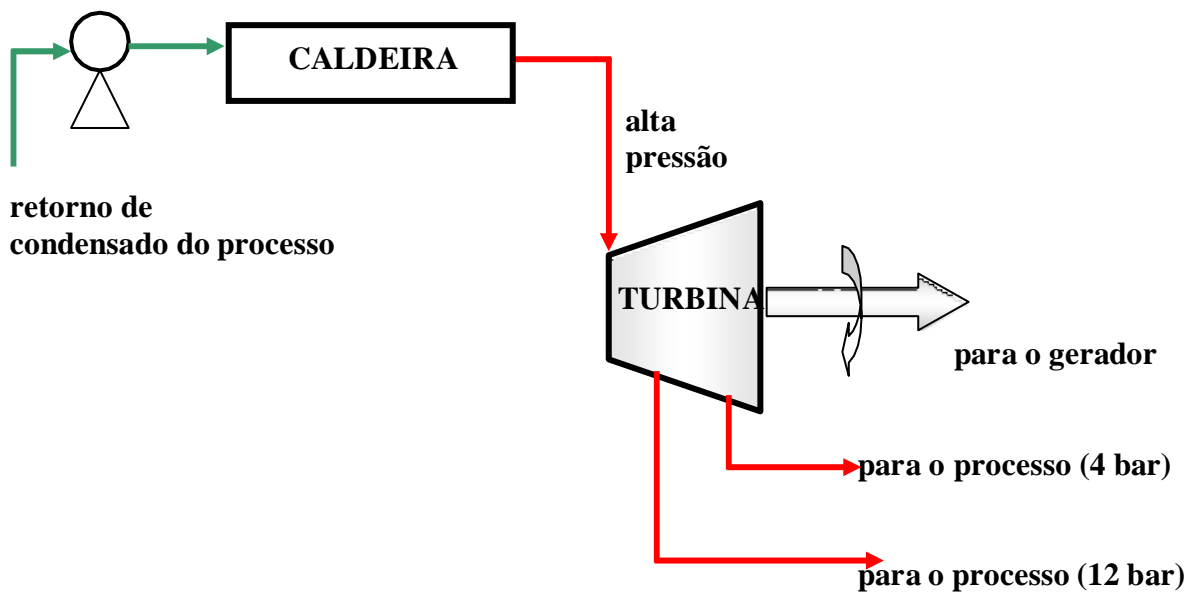 CALDEIRA
alta
pressão
retorno de
condensado do processo
TURBINA
para o gerador
para o processo (4 bar)
para o processo (12 bar)